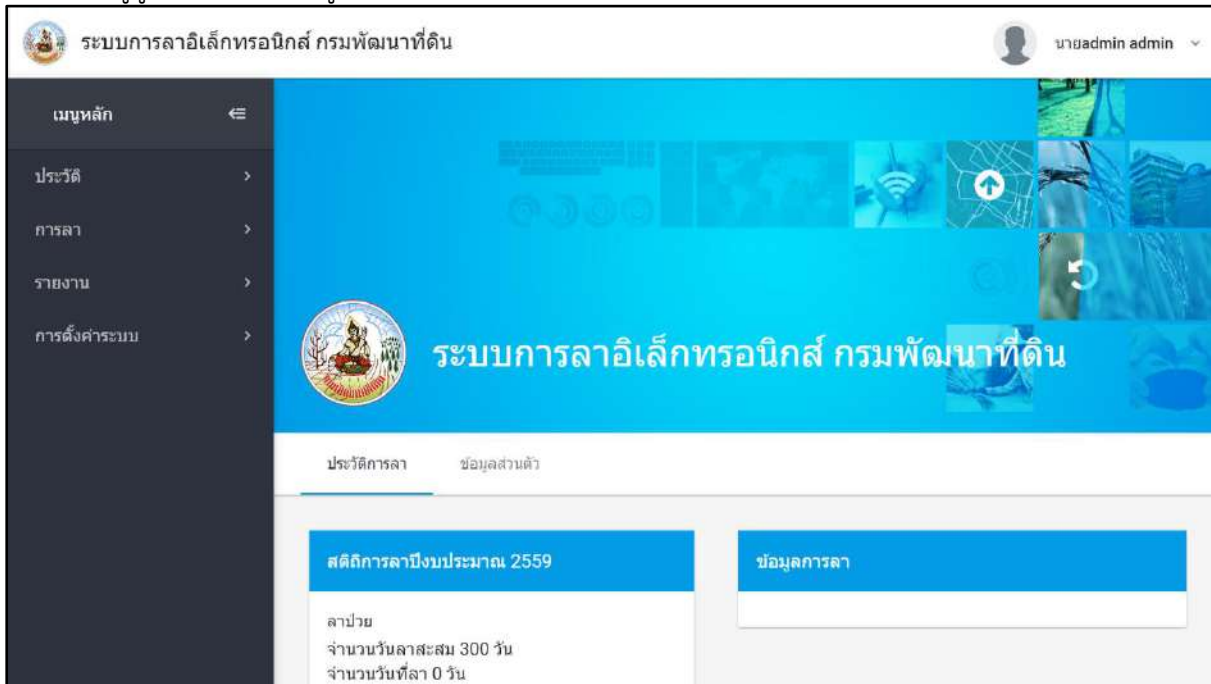 ระบบการลาอิเล็กทรอนิกส์ กรมพัฒนาที่ดิน
นายadmin admin
เมนูหลัก
ประวัติ
การลา
รายงาน
การตั้งค่าระบบ
ระบบการลาอิเล็กทรอนิกส์ กรมพัฒนาที่ดิน
ประวัติการลา
ข้อมูลส่วนตัว
สถิติการลาปีงบประมาณ 2559
ลาป่วย
จำนวนวันลาสะสม 300 วัน
จำนวนวันที่ลา 0 วัน
ข้อมูลการลา